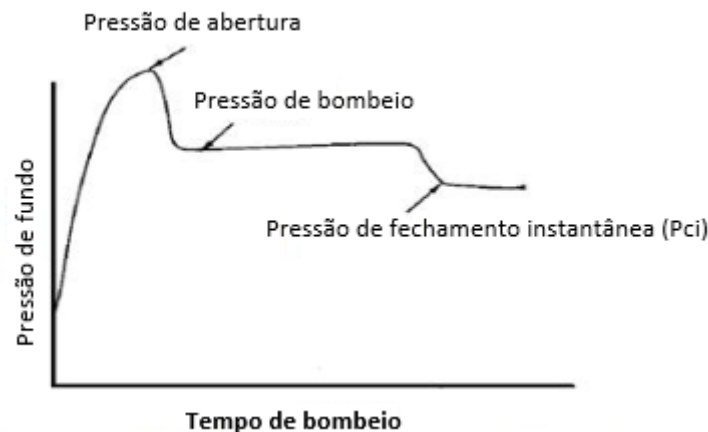 Pressão de abertura
Pressão de bombeio
Pressão de fechamento instantânea (Pci)
Pressão de fundo
Tempo de bombeio